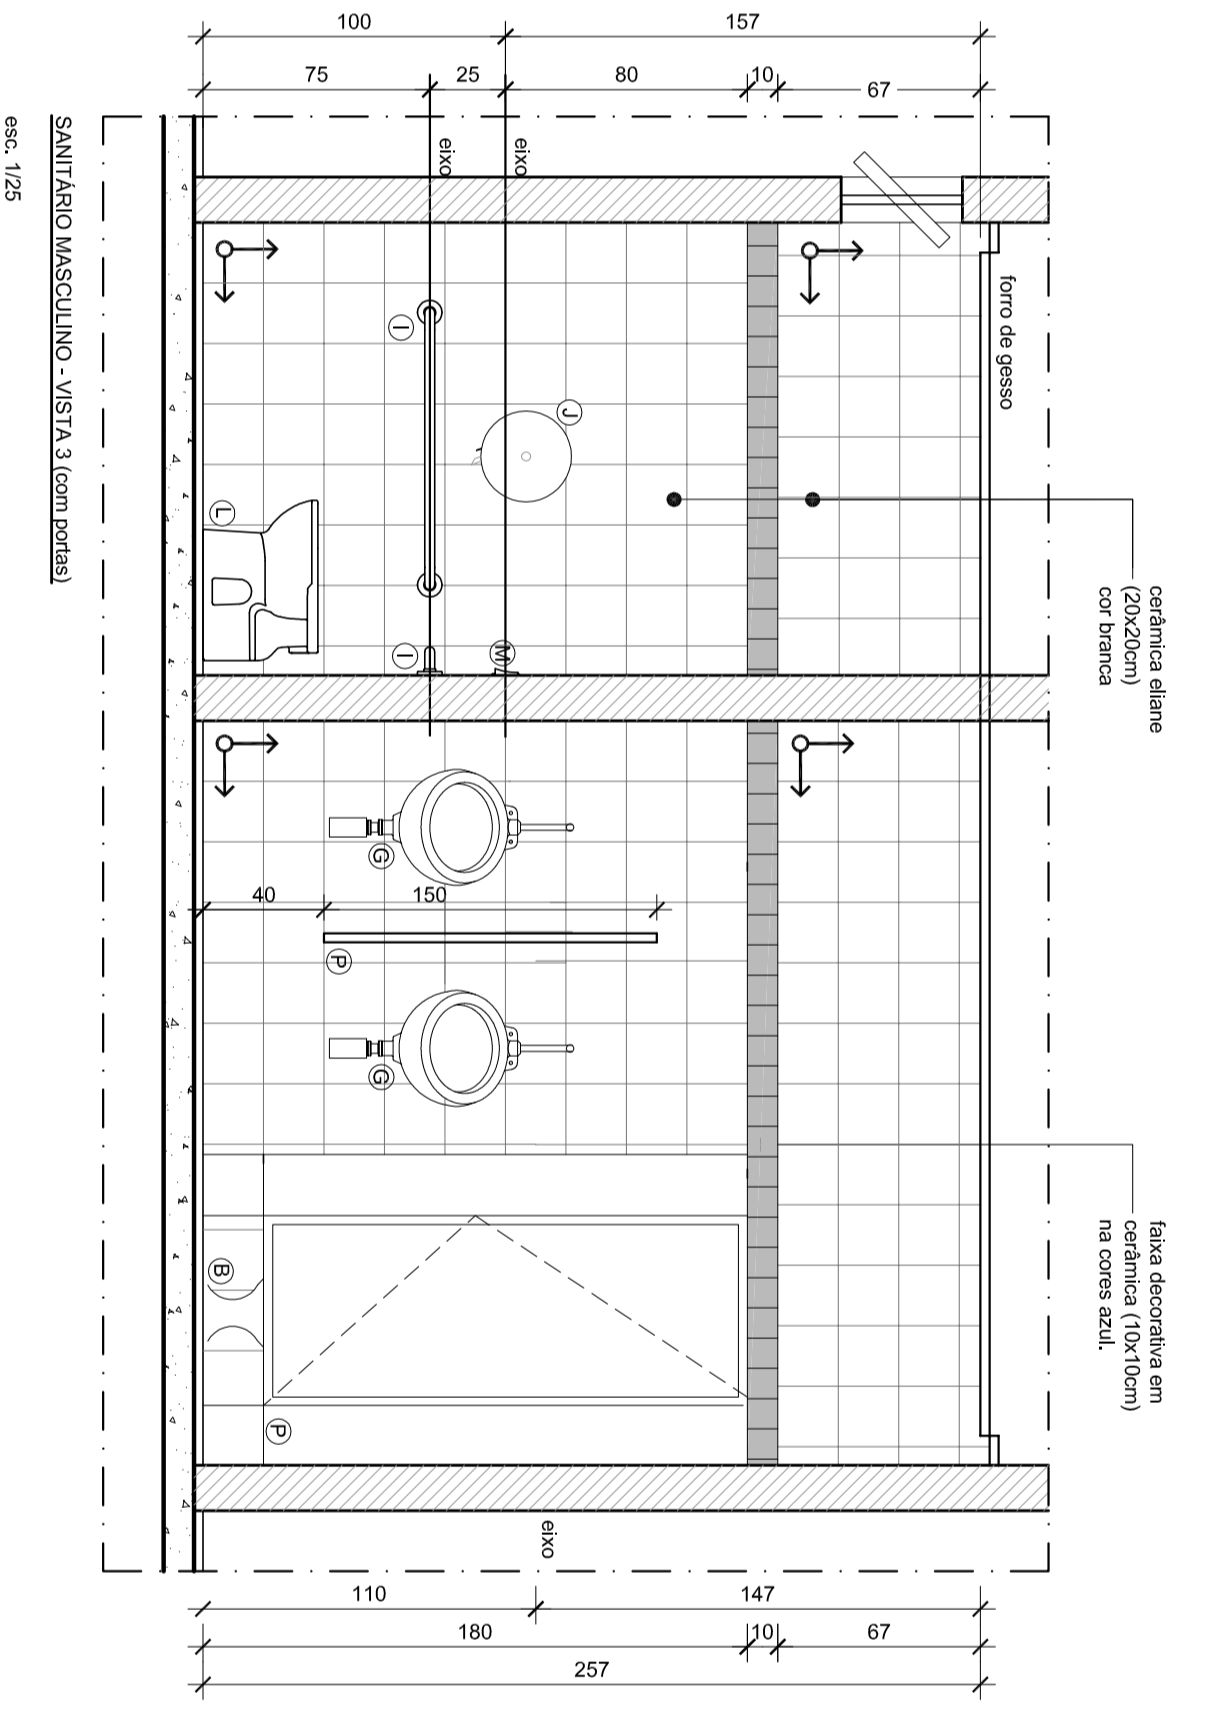 100
157
75
25
80
10
67
eixo
eixo
forro de gesso
cerâmica eliane
(20x20cm)
cor branca
I
J
L
I
M
G
40
150
P
G
faixa decorativa em
cerâmica (10x10cm)
na cores azul.
B
P
eixo
110
147
180
10
67
257
SANITÁRIO MASCULINO - VISTA 3 (com portas)
esc. 1/25